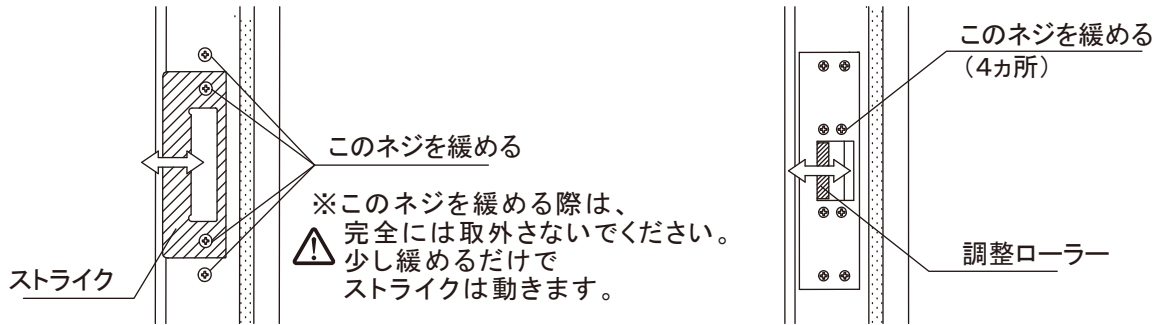 このネジを緩める
※このネジを緩める際は、
完全には取外さないでください。
少し緩めるだけで
ストライクは動きます。
ストライク
このネジを緩める
（4ヵ所）
調整ローラー